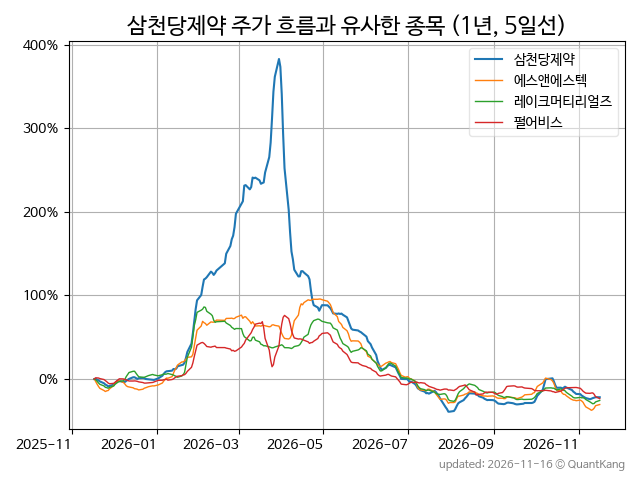 삼천당제약 주가 흐름과 유사한 종목 (1년, 5일선)
400%
300%
200%
100%
0%
삼천당제약
에스앤에스텍
레이크머티리얼즈
펄어비스
2025-11 2026-01 2026-03 2026-05 2026-07 2026-09 2026-11
updated: 2026-11-16 © QuantKang